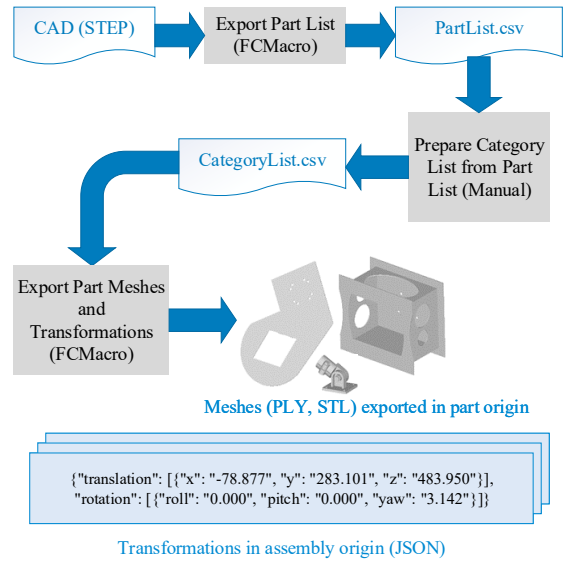 CAD (STEP)
Export Part List
(FCMacro)
PartList.csv
Prepare Category
List from Part
List (Manual)
CategoryList.csv
Export Part Meshes
and
Transformations
(FCMacro)
Meshes (PLY, STL) exported in part origin
{"translation": [{"x": "-78.877", "y": "283.101", "z": "483.950"}],
"rotation": [{"roll": "0.000", "pitch": "0.000", "yaw": "3.142"}]}
Transformations in assembly origin (JSON)